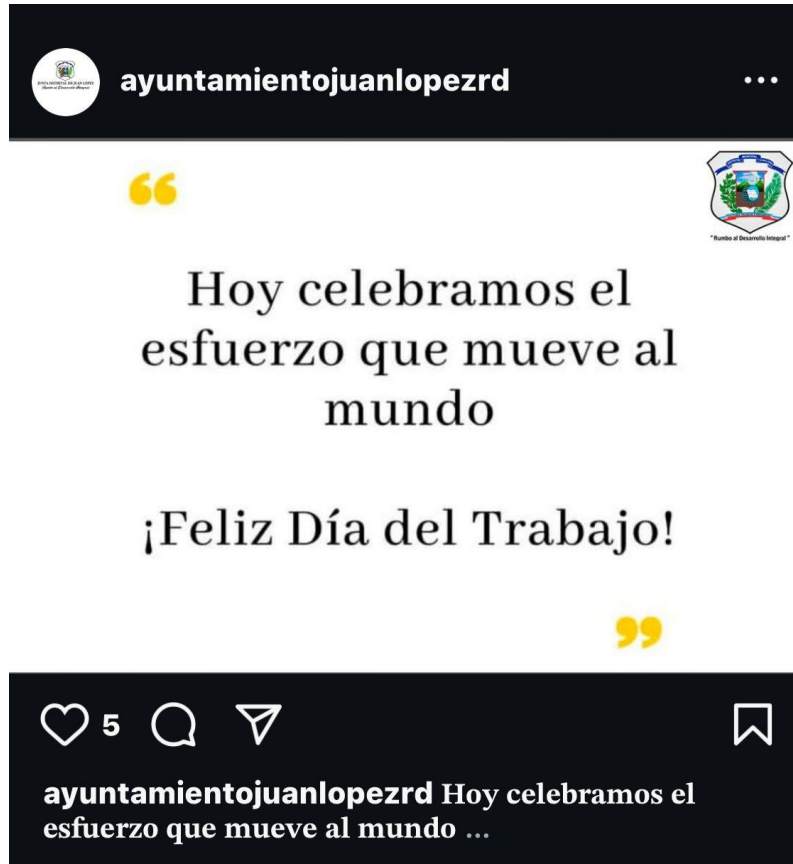 ayuntamientojuanlopezrd
"Rumbo al Desarrollo Integral"
Hoy celebramos el
esfuerzo que mueve al
mundo
¡Feliz Día del Trabajo!
5
ayuntamientojuanlopezrd Hoy celebramos el
esfuerzo que mueve al mundo ...